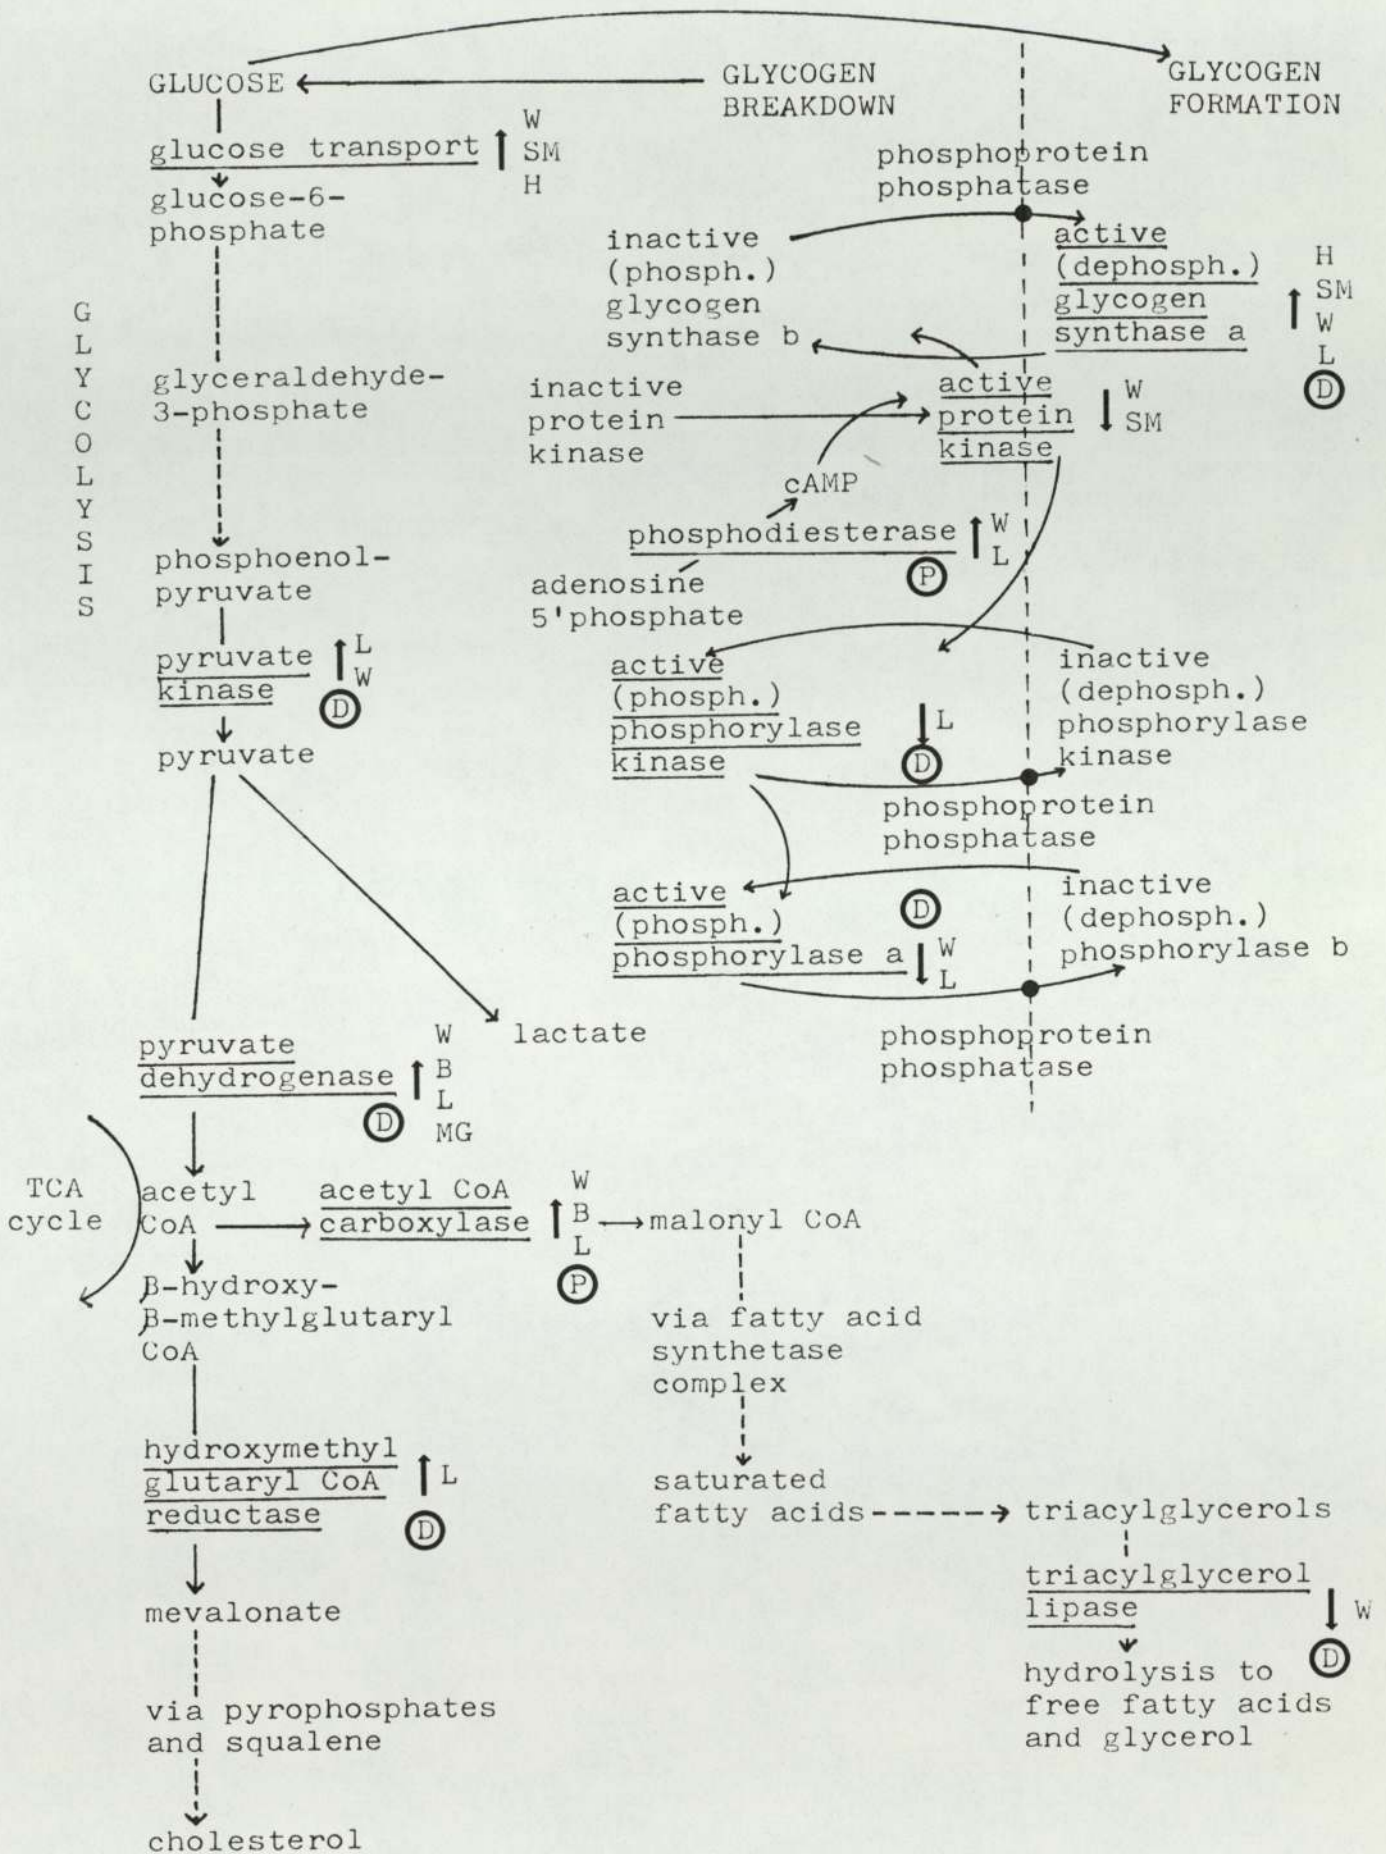 GLUCOSE
GLYCOGEN
BREAKDOWN
GLYCOGEN
FORMATION
glucose transport
W
SM
H
glucose-6-
phosphate
G
L
Y
C
O
L
Y
S
I
S
glyceraldehyde-
3-phosphate
phosphoenol-
pyruvate
pyruvate
kinase
L
W
D
pyruvate
lactate
phosphoprotein
phosphatase
inactive
(phosph.)
glycogen
synthase b
active
(dephosph.)
glycogen
synthase a
H
SM
W
L
D
inactive
protein
kinase
active
protein
kinase
W
SM
cAMP
phosphodiesterase
W
L
P
adenosine
5'phosphate
active
(phosph.)
phosphorylase
kinase
L
D
inactive
(dephosph.)
phosphorylase
kinase
phosphoprotein
phosphatase
active
(phosph.)
phosphorylase a
D
W
L
inactive
(dephosph.)
phosphorylase b
phosphoprotein
phosphatase
pyruvate
dehydrogenase
W
B
L
MG
D
TCA
cycle
acetyl
CoA
acetyl CoA
carboxylase
W
B
L
P
malonyl CoA
β-hydroxy-
β-methylglutaryl
CoA
via fatty acid
synthetase
complex
hydroxymethyl
glutaryl CoA
reductase
L
D
saturated
fatty acids
triacylglycerols
triacylglycerol
lipase
W
D
hydrolysis to
free fatty acids
and glycerol
mevalonate
via pyrophosphates
and squalene
cholesterol